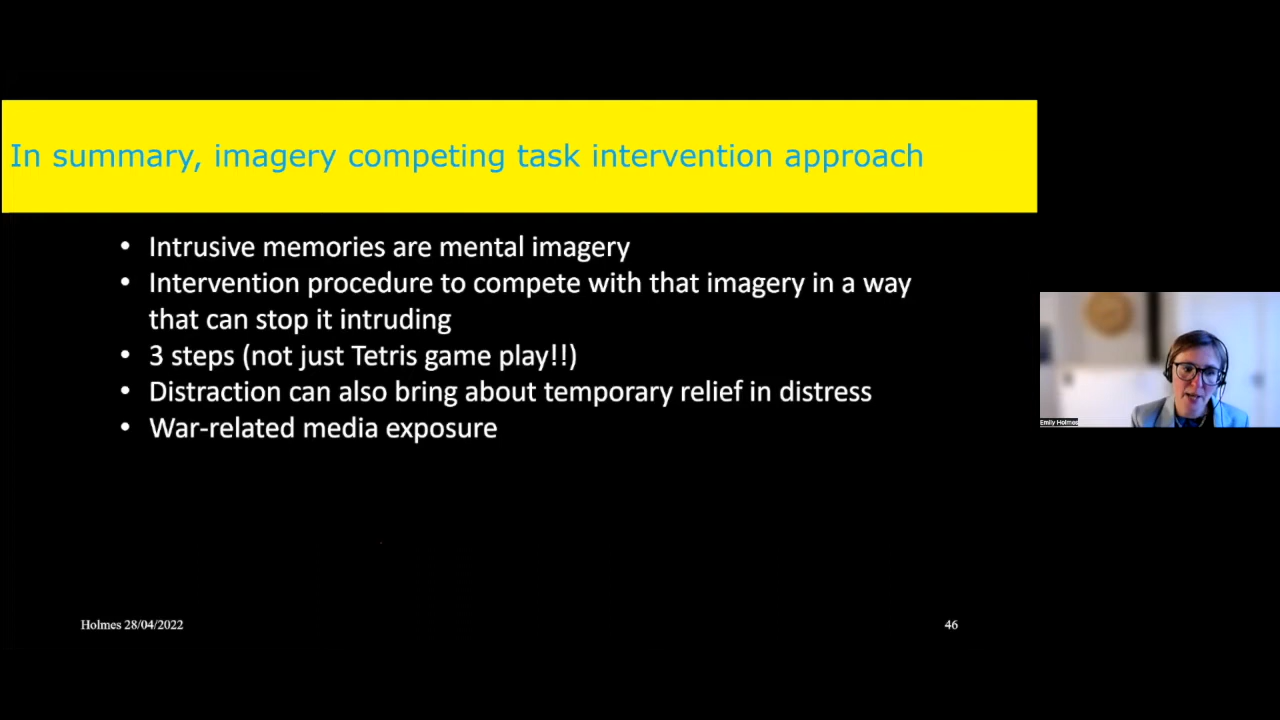 In summary, imagery competing task intervention approach
• Intrusive memories are mental imagery
• Intervention procedure to compete with that imagery in a way
that can stop it intruding
• 3 steps (not just Tetris game play!!)
• Distraction can also bring about temporary relief in distress
• War-related media exposure
Emily Holmes
Holmes 28/04/2022
46